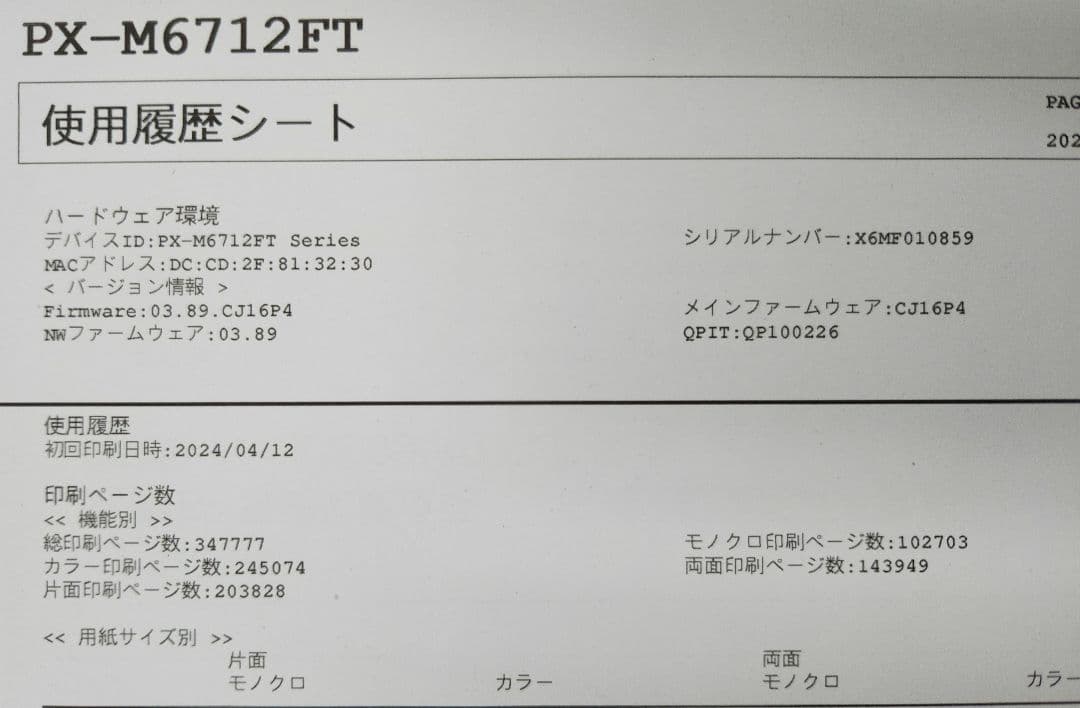 PX-M6712FT
使用履歴シート
PAG
202
ハードウェア環境
デバイスID:PX-M6712FT Series
シリアルナンバー:X6MF010859
MACアドレス:DC:CD:2F:81:32:30
< バージョン情報 >
Firmware:03.89.CJ16P4
メインファームウェア:CJ16P4
NWファームウェア:03.89
QPIT:QP100226
使用履歴
初回印刷日時:2024/04/12
印刷ページ数
<< 機能別 >>
総印刷ページ数:347777
モノクロ印刷ページ数:102703
カラー印刷ページ数:245074
両面印刷ページ数:143949
片面印刷ページ数:203828
<< 用紙サイズ別 >>
片面 両面
モノクロ カラー モノクロ カラー